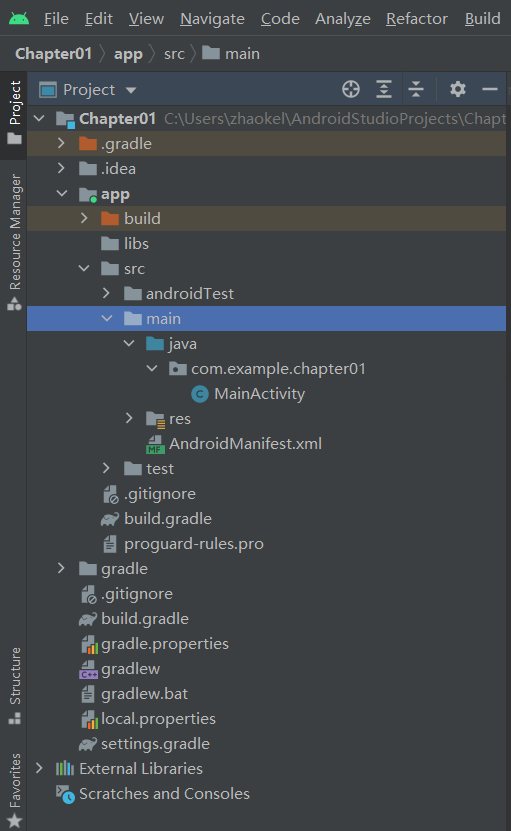 File Edit View Navigate Code Analyze Refactor Build
Chapter01 app src main
Project
Project
Chapter01 C:\Users\zhaokel\AndroidStudioProjects\Chapt
.gradle
.idea
app
build
libs
src
androidTest
main
java
com.example.chapter01
C MainActivity
res
MF AndroidManifest.xml
test
.gitignore
build.gradle
proguard-rules.pro
gradle
.gitignore
build.gradle
gradle.properties
C++ gradlew
gradlew.bat
local.properties
settings.gradle
External Libraries
Scratches and Consoles
Resource Manager
Structure
Favorites